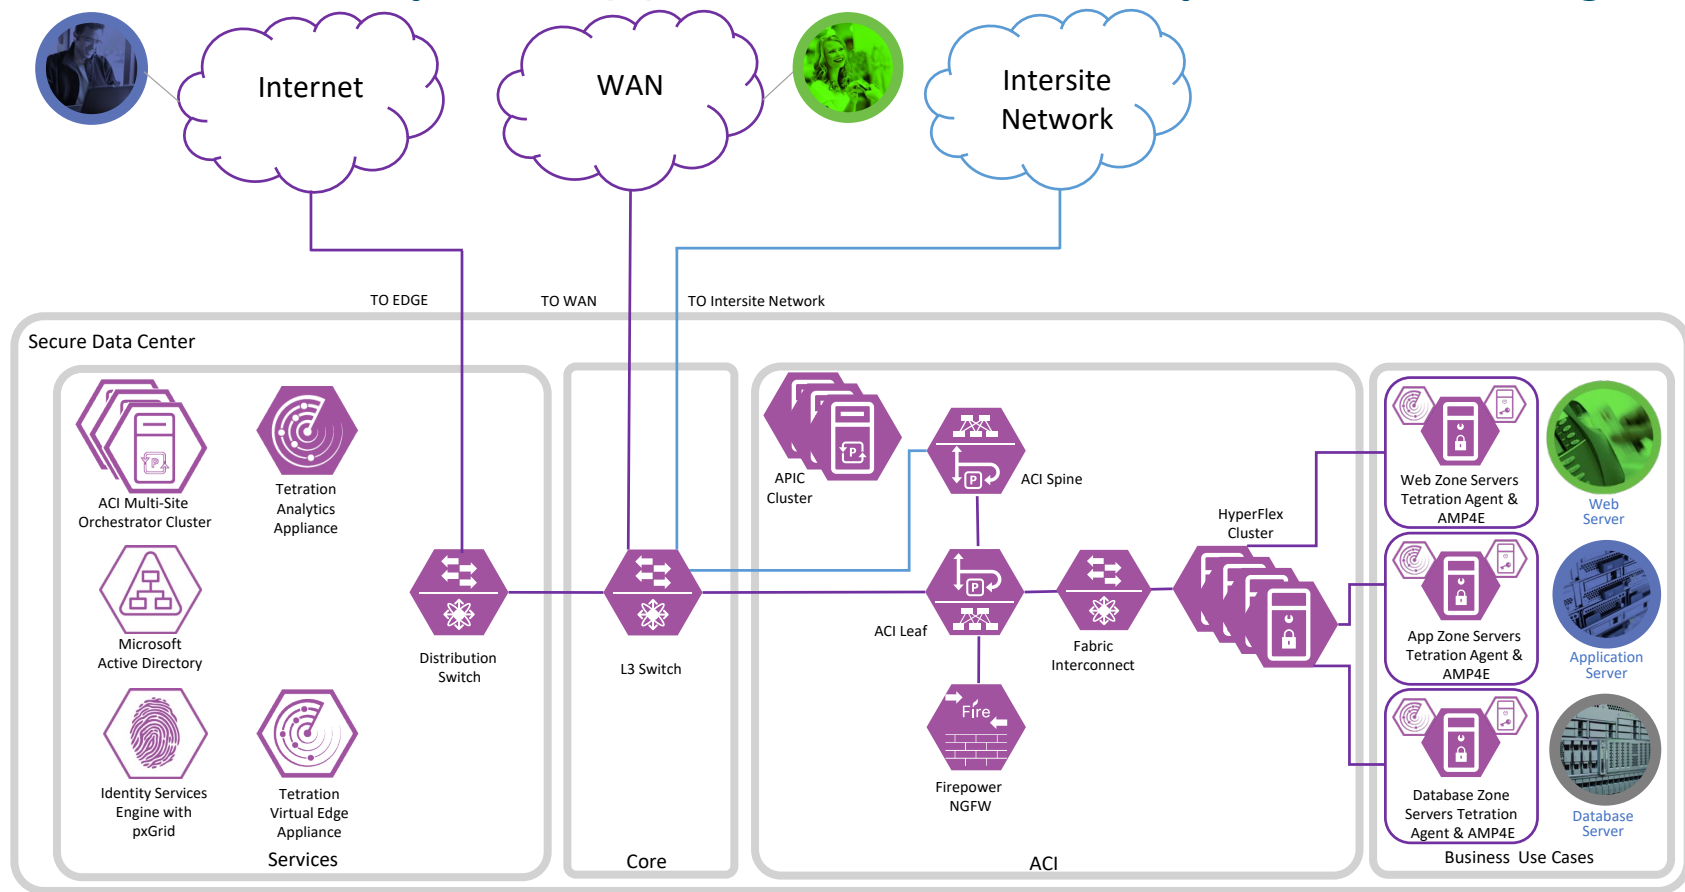 Internet
WAN
Intersite
Network
TO EDGE
TO WAN
TO Intersite Network
Secure Data Center
ACI Multi-Site
Orchestrator Cluster
Tetration
Analytics
Appliance
Microsoft
Active Directory
Identity Services
Engine with
pxGrid
Tetration
Virtual Edge
Appliance
Distribution
Switch
Services
L3 Switch
Core
APIC
Cluster
P
ACI Spine
P
ACI Leaf
P
Fire
Firepower
NGFW
Fabric
Interconnect
HyperFlex
Cluster
ACI
Web Zone Servers
Tetration Agent &
AMP4E
Web
Server
App Zone Servers
Tetration Agent &
AMP4E
Application
Server
Database Zone
Servers Tetration
Agent & AMP4E
Database
Server
Business Use Cases